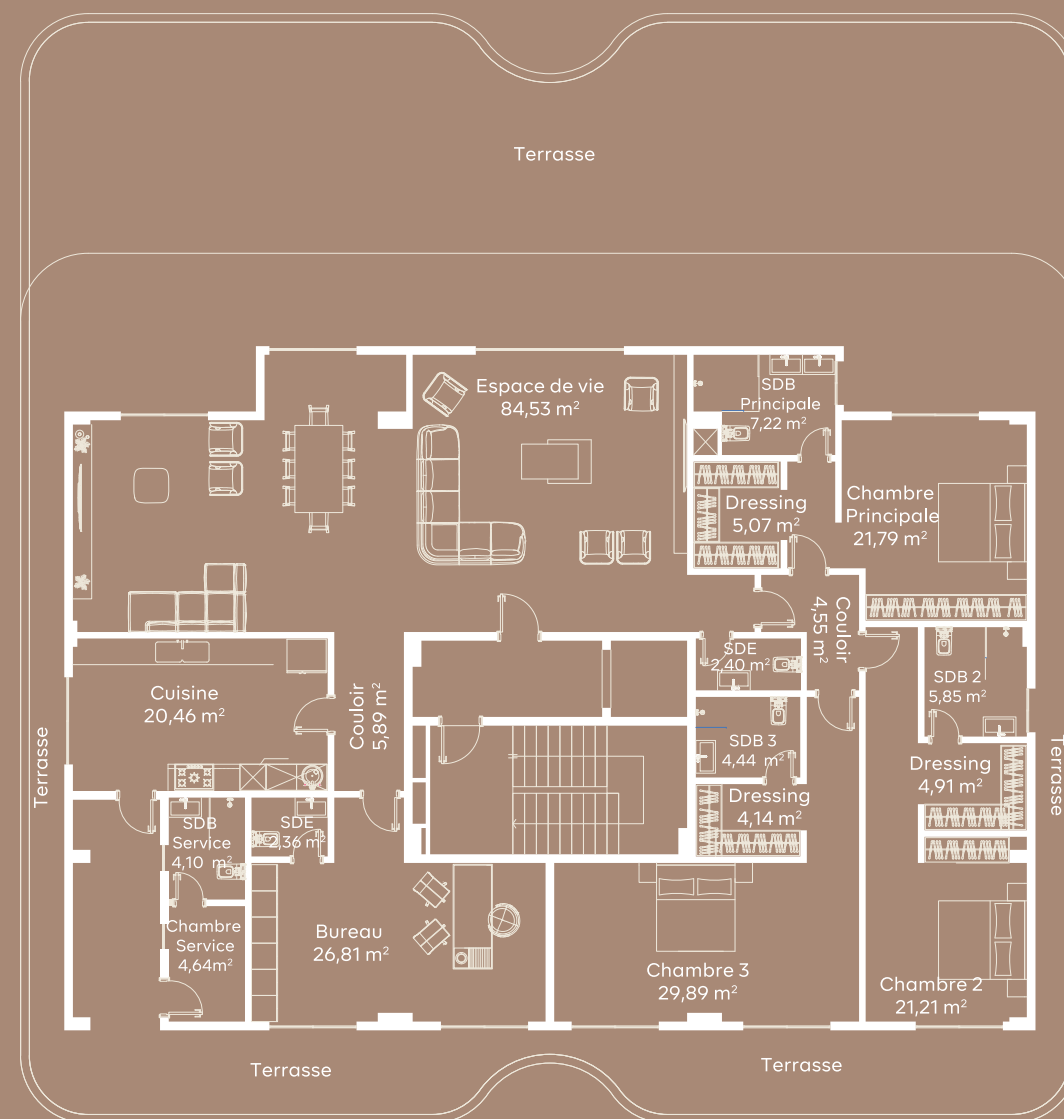 Terrasse
Espace de vie
84,53 m²
SDB
Principale
7,22 m²
Chambre
Principale
21,79 m²
Dressing
5,07 m²
Couloir
4,55 m²
SDE
2,40 m²
SDB 2
5,85 m²
Cuisine
20,46 m²
Couloir
5,89 m²
SDB 3
4,44 m²
Dressing
4,91 m²
Terrasse
Terrasse
Dressing
4,14 m²
SDB
Service
4,10 m²
SDE
2,36 m²
Chambre
Service
4,64m²
Bureau
26,81 m²
Chambre 3
29,89 m²
Chambre 2
21,21 m²
Terrasse
Terrasse